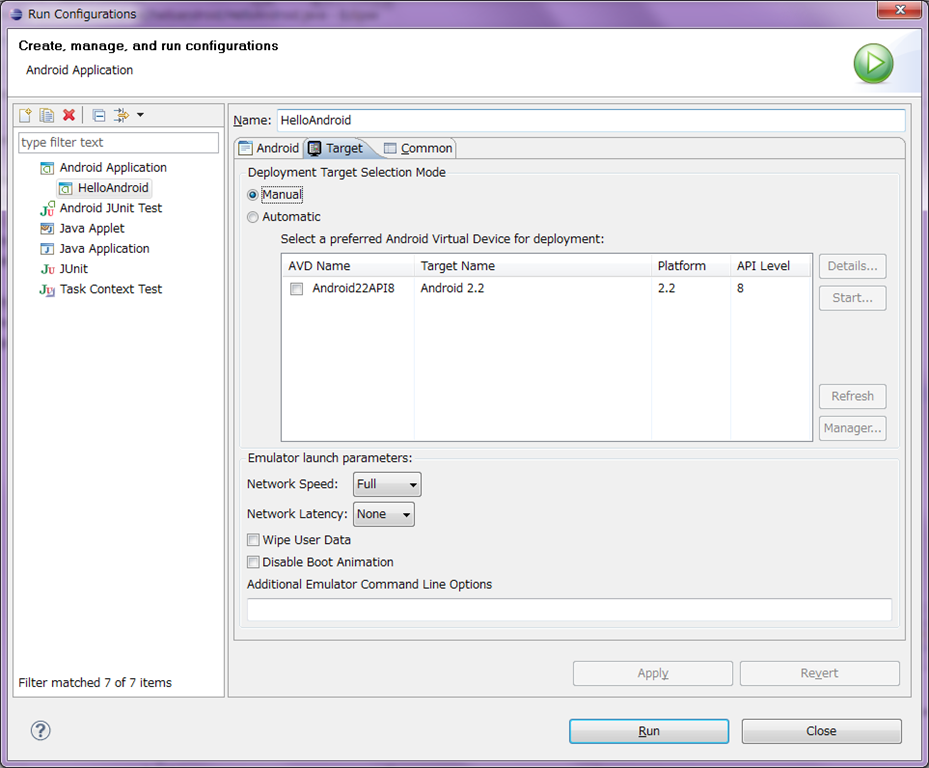 Run Configurations
Create, manage, and run configurations
Android Application
type filter text
Android Application
HelloAndroid
Android JUnit Test
Java Applet
Java Application
JUnit
Task Context Test
Filter matched 7 of 7 items
Name: HelloAndroid
Android Target Common
Deployment Target Selection Mode
Manual
Automatic
Select a preferred Android Virtual Device for deployment:
AVD Name Target Name Platform API Level
Android22API8 Android 2.2 2.2 8
Details...
Start...
Refresh
Manager...
Emulator launch parameters:
Network Speed: Full
Network Latency: None
Wipe User Data
Disable Boot Animation
Additional Emulator Command Line Options
Apply Revert
Run Close